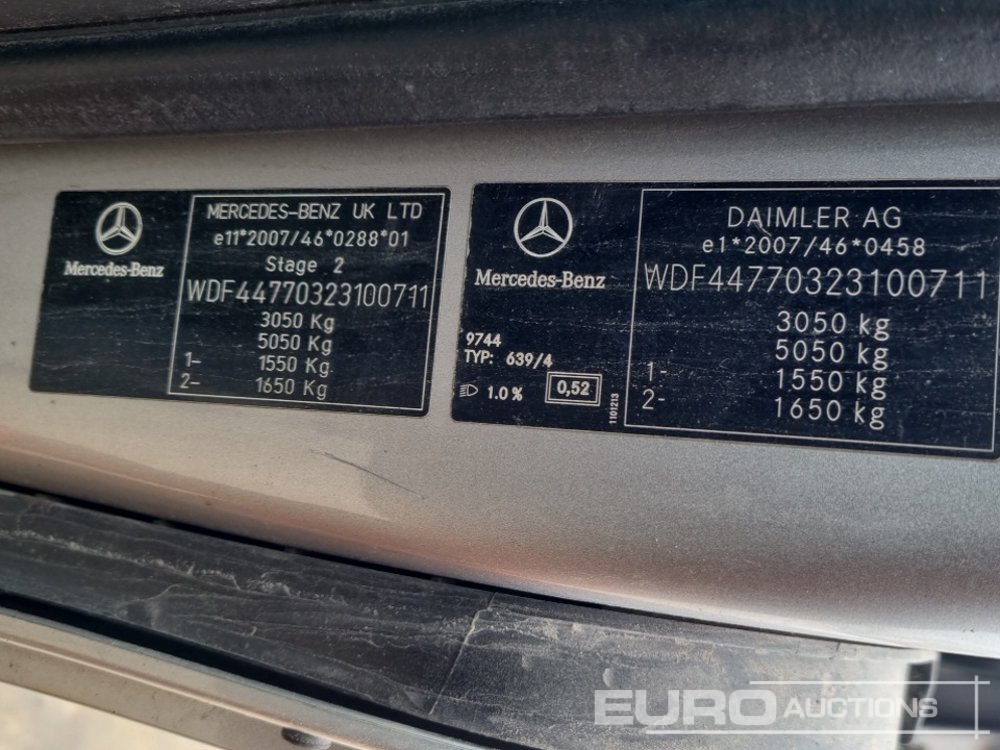 MERCEDES-BENZ UK LTD
e11*2007/46*0288*01
Stage 2
Mercedes-Benz
WDF44770323100711
3050 Kg
5050 Kg
1- 1550 Kg
2- 1650 Kg
DAIMLER AG
e1*2007/46*0458
Mercedes-Benz
WDF44770323100711
3050 kg
5050 kg
1- 1550 kg
2- 1650 kg
9744
TYP: 639/4
1.0 %
0,52
1101213
EURO AUCTIONS